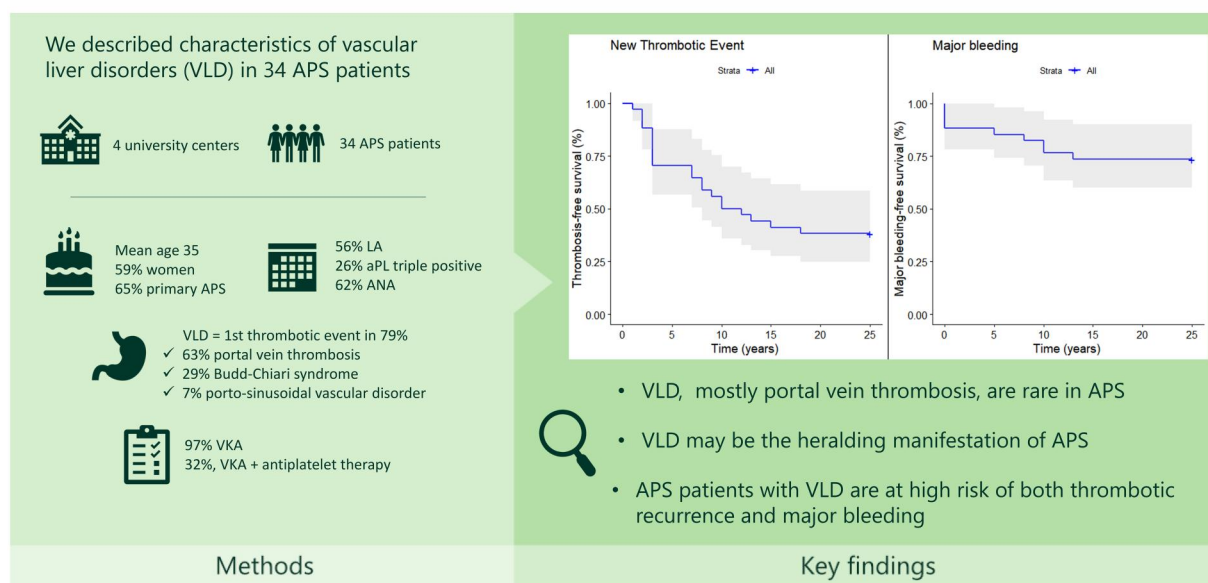 We described characteristics of vascular
liver disorders (VLD) in 34 APS patients
4 university centers
34 APS patients
Mean age 35
59% women
65% primary APS
56% LA
26% aPL triple positive
62% ANA
VLD = 1st thrombotic event in 79%
✓ 63% portal vein thrombosis
✓ 29% Budd-Chiari syndrome
✓ 7% porto-sinusoidal vascular disorder
97% VKA
32%, VKA + antiplatelet therapy
Methods
New Thrombotic Event
Strata All
Thrombosis-free survival (%)
1.00
0.75
0.50
0.25
0.00
0 5 10 15 20 25
Time (years)
Major bleeding
Strata All
Major bleeding-free survival (%)
1.00
0.75
0.50
0.25
0.00
0 5 10 15 20 25
Time (years)
• VLD, mostly portal vein thrombosis, are rare in APS
• VLD may be the heralding manifestation of APS
• APS patients with VLD are at high risk of both thrombotic
recurrence and major bleeding
Key findings